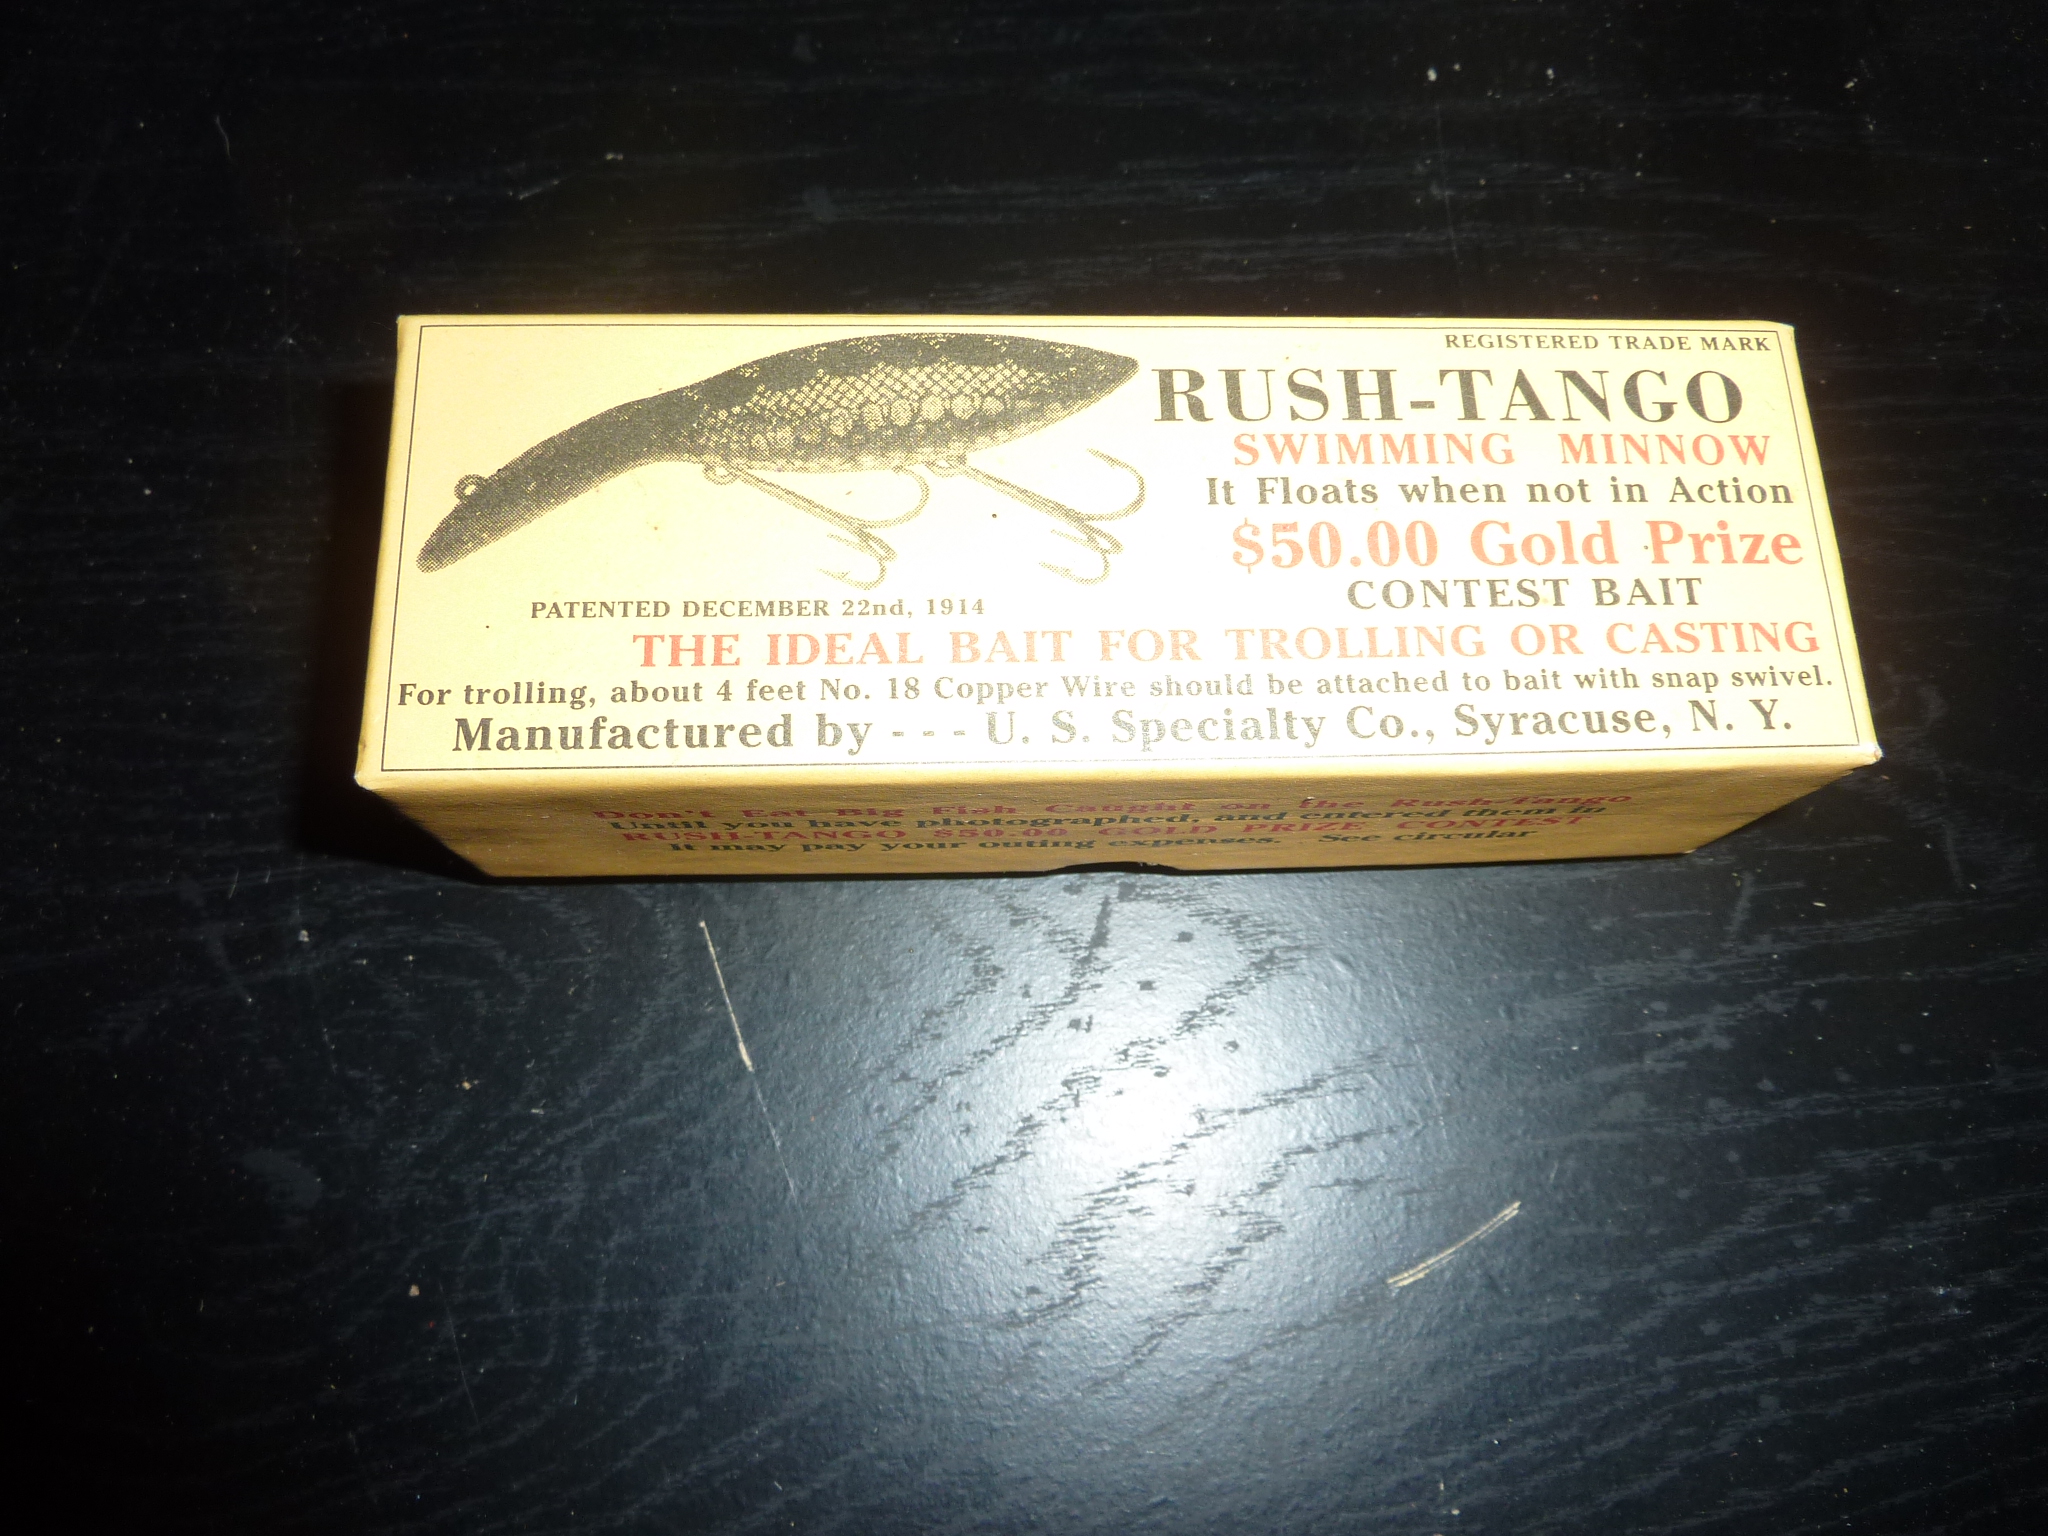 REGISTERED TRADE MARK
RUSH-TANGO
SWIMMING MINNOW
It Floats when not in Action
$50.00 Gold Prize
CONTEST BAIT
PATENTED DECEMBER 22nd, 1914
THE IDEAL BAIT FOR TROLLING OR CASTING
For trolling, about 4 feet No. 18 Copper Wire should be attached to bait with snap swivel.
Manufactured by - - - U. S. Specialty Co., Syracuse, N. Y.
Don't Eat Big Fish Caught on the Rush-Tango
Until you have photographed, and entered them in
RUSH-TANGO $50.00 GOLD PRIZE CONTEST
It may pay your outing expenses. See circular